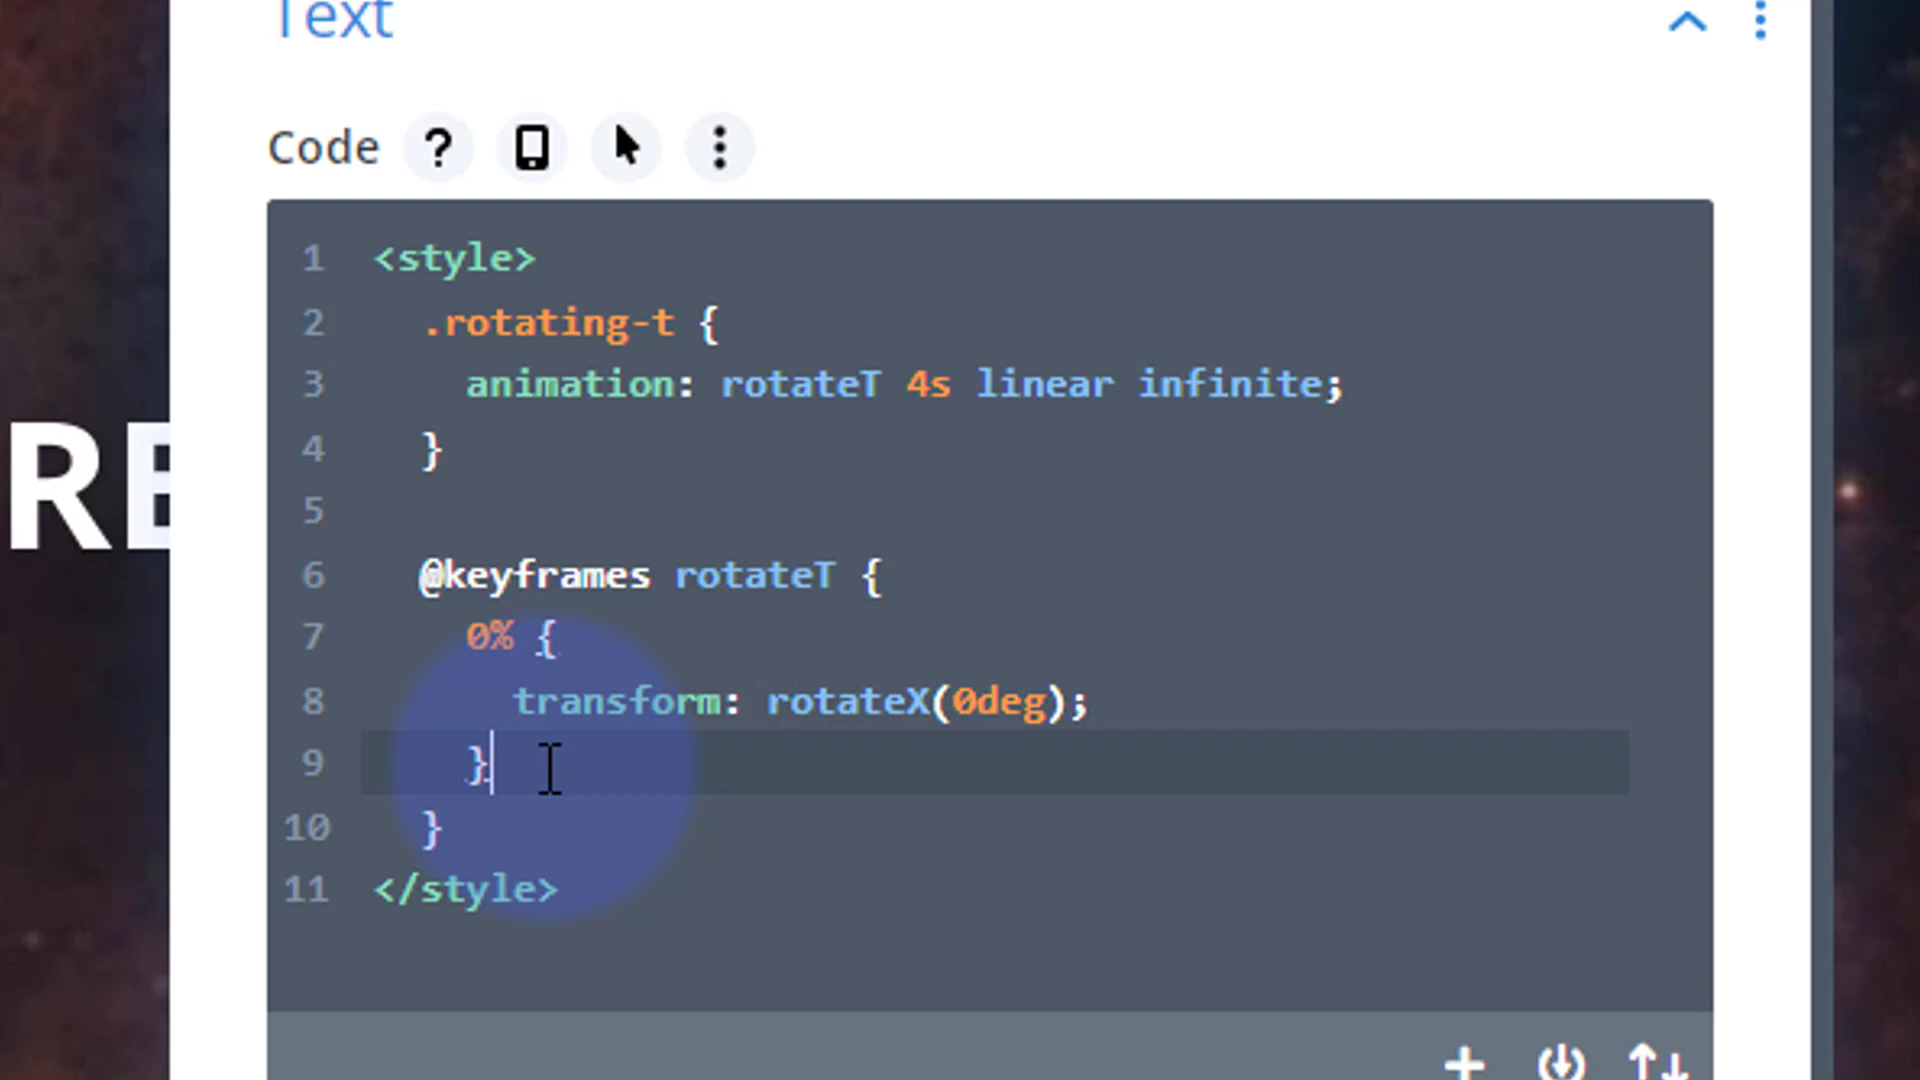 Text
Code ?
1 <style>
2 .rotating-t {
3 animation: rotateT 4s linear infinite;
4 }
5
6 @keyframes rotateT {
7 0% {
8 transform: rotateX(0deg);
9 }
10 }
11 </style>
RE